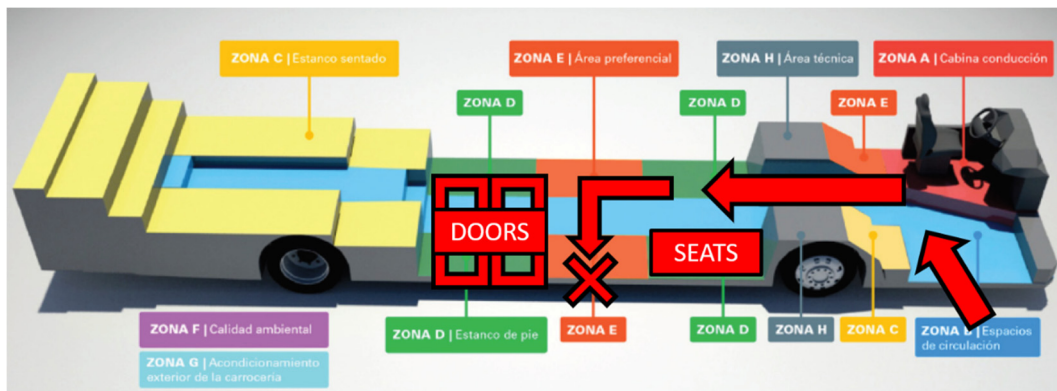 ZONA C | Estanco sentado
ZONA E | Área preferencial
ZONA H | Área técnica
ZONA A | Cabina conducción
ZONA D
ZONA D
ZONA E
DOORS
SEATS
ZONA F | Calidad ambiental
ZONA G | Acondicionamiento
exterior de la carrocería
ZONA D | Estanco de pie
ZONA E
ZONA D
ZONA H
ZONA C
ZONA B | Espacios
de circulación